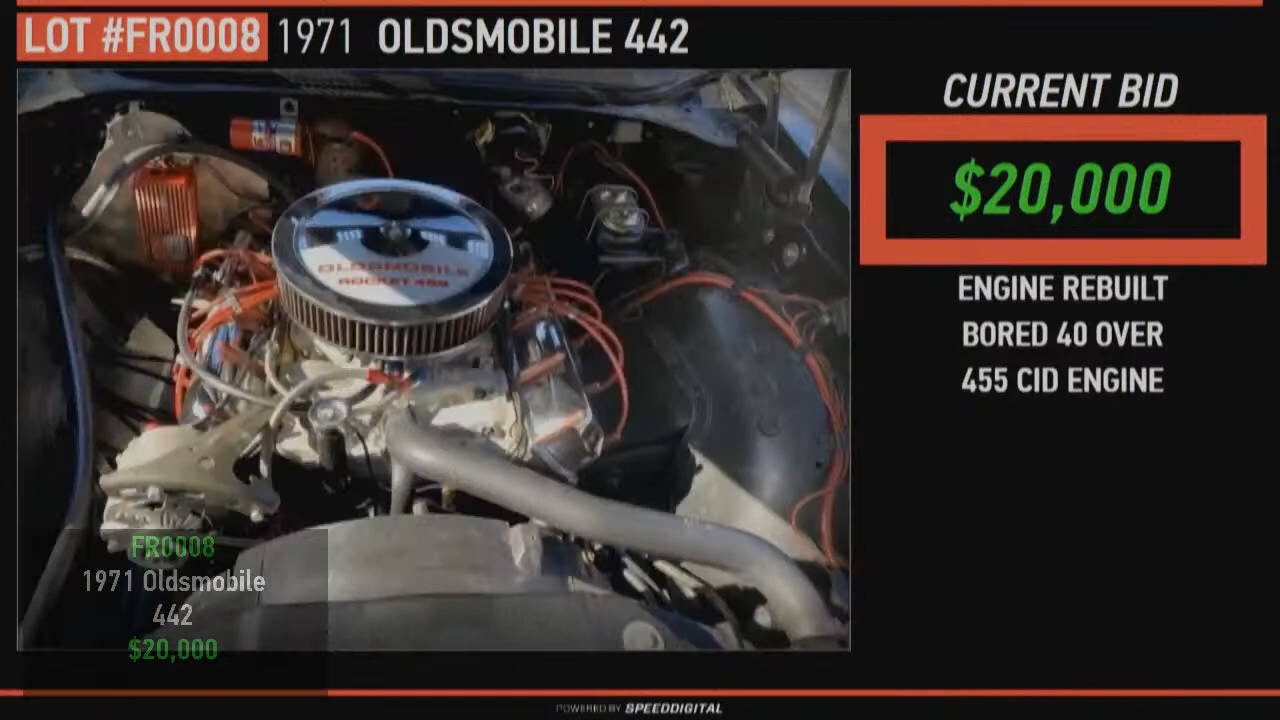 LOT #FR0008 1971 OLDSMOBILE 442
CURRENT BID
$20,000
ENGINE REBUILT
BORED 40 OVER
455 CID ENGINE
OLDSMOBILE
ROCKET 455
FR0008
1971 Oldsmobile
442
$20,000
POWERED BY SPEEDDIGITAL